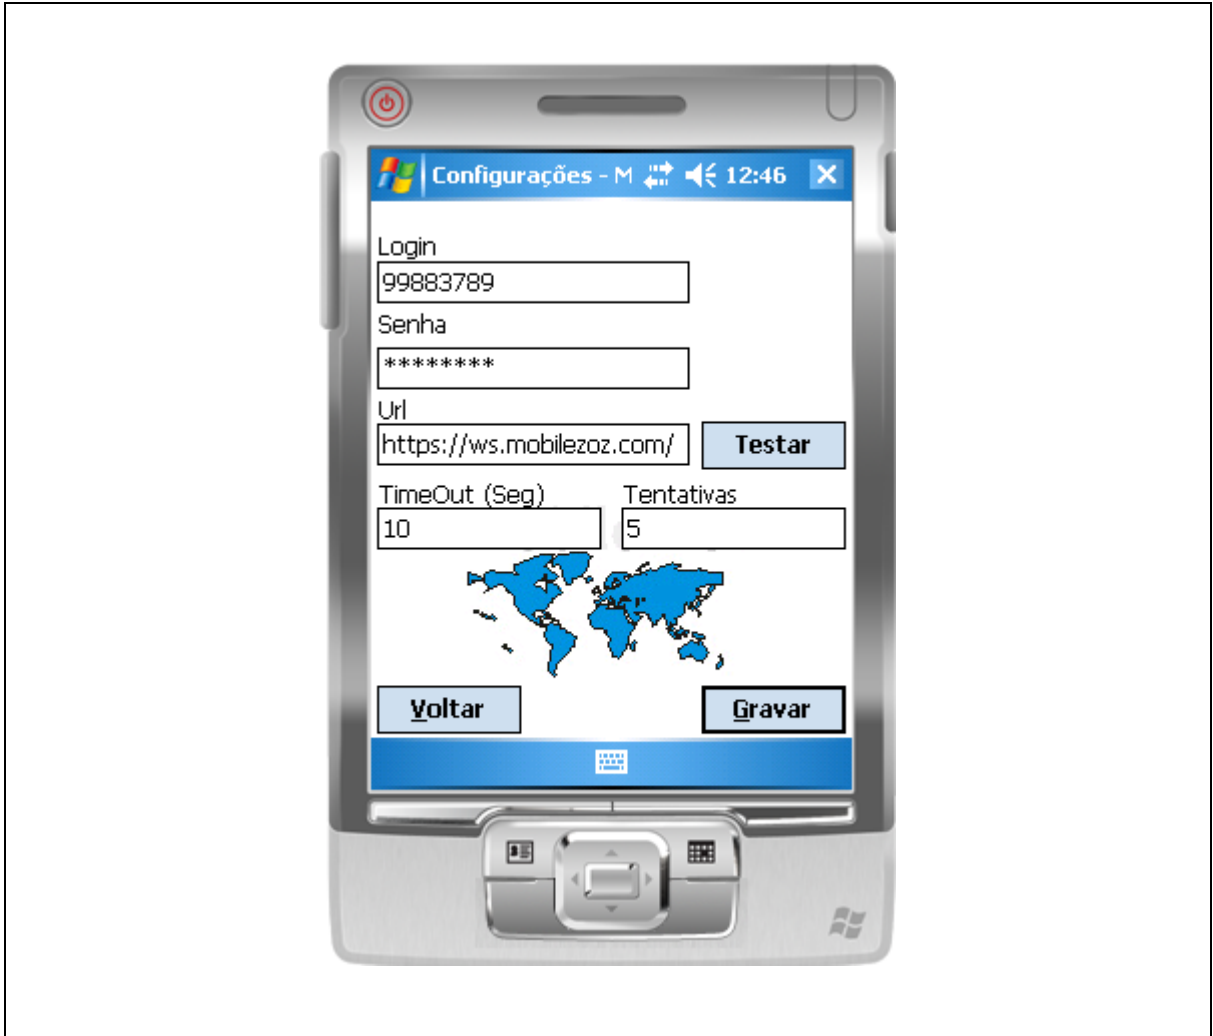 Configurações - M 12:46
Login
99883789
Senha
********
Url
https://ws.mobilezoz.com/ Testar
TimeOut (Seg) Tentativas
10 5
Voltar Gravar